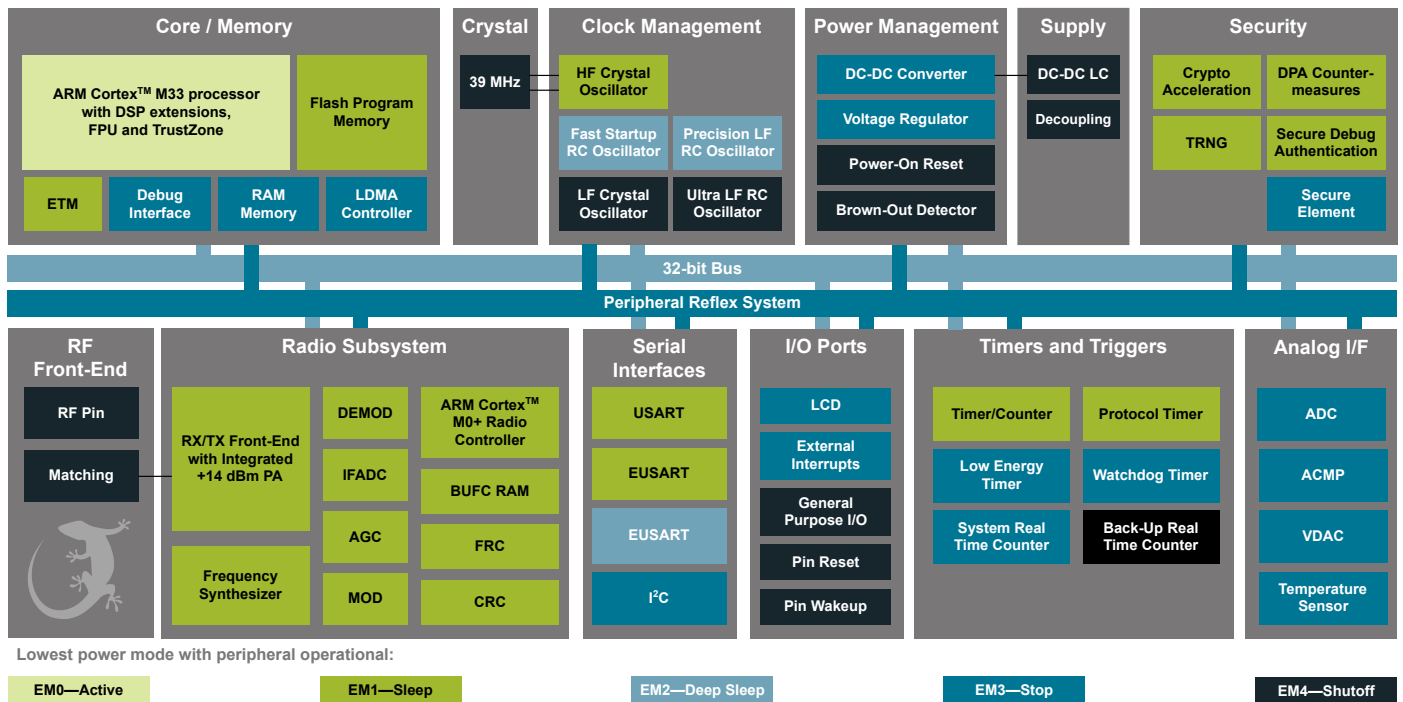 Core / Memory
ARM Cortex™ M33 processor
with DSP extensions,
FPU and TrustZone
Flash Program
Memory
ETM
Debug
Interface
RAM
Memory
LDMA
Controller
Crystal
39 MHz
Clock Management
HF Crystal
Oscillator
Fast Startup
RC Oscillator
Precision LF
RC Oscillator
LF Crystal
Oscillator
Ultra LF RC
Oscillator
Power Management
DC-DC Converter
Voltage Regulator
Power-On Reset
Brown-Out Detector
Supply
DC-DC LC
Decoupling
Security
Crypto
Acceleration
DPA Counter-
measures
TRNG
Secure Debug
Authentication
Secure
Element
32-bit Bus
Peripheral Reflex System
RF
Front-End
RF Pin
Matching
Radio Subsystem
RX/TX Front-End
with Integrated
+14 dBm PA
Frequency
Synthesizer
DEMOD
IFADC
AGC
MOD
ARM Cortex™
M0+ Radio
Controller
BUFC RAM
FRC
CRC
Serial
Interfaces
USART
EUSART
EUSART
I²C
I/O Ports
LCD
External
Interrupts
General
Purpose I/O
Pin Reset
Pin Wakeup
Timers and Triggers
Timer/Counter
Protocol Timer
Low Energy
Timer
Watchdog Timer
System Real
Time Counter
Back-Up Real
Time Counter
Analog I/F
ADC
ACMP
VDAC
Temperature
Sensor
Lowest power mode with peripheral operational:
EM0—Active
EM1—Sleep
EM2—Deep Sleep
EM3—Stop
EM4—Shutoff